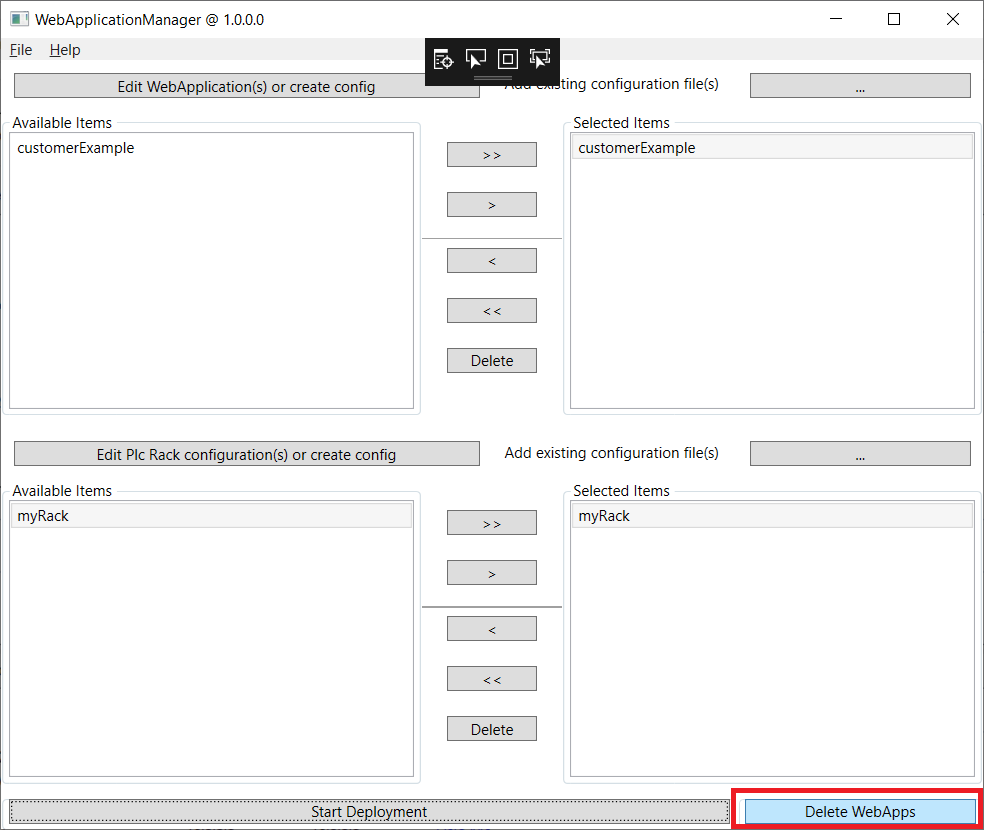 WebApplicationManager @ 1.0.0.0
File Help
Edit WebApplication(s) or create config
Add existing configuration file(s)
...
Available Items
Selected Items
customerExample
customerExample
>>
>
<
<<
Delete
Edit Plc Rack configuration(s) or create config
Add existing configuration file(s)
...
Available Items
Selected Items
myRack
myRack
>>
>
<
<<
Delete
Start Deployment
Delete WebApps